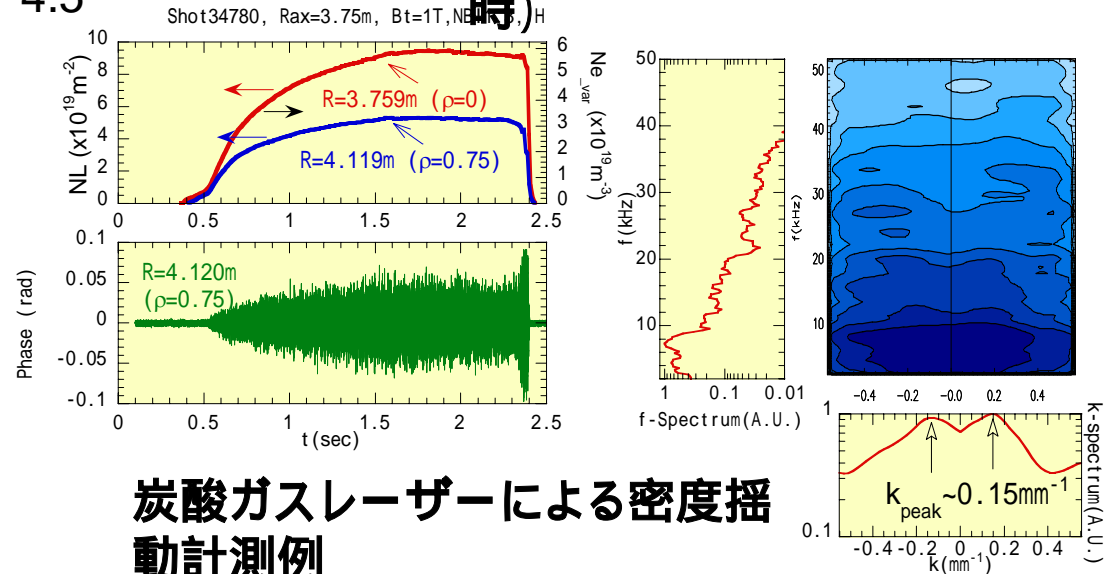 4.5
時)
Shot34780, Rax=3.75m, Bt=1T,NB
H
10
8
6
4
2
0
NL (x10^19m^-2)
6
5
4
3
2
1
0
Ne_var (x10^19m^-3)
R=3.759m (ρ=0)
R=4.119m (ρ=0.75)
0 0.5 1 1.5 2 2.5
0.1
0.05
0
-0.05
-0.1
Phase (rad)
R=4.120m
(ρ=0.75)
0 0.5 1 1.5 2 2.5
t(sec)
50
40
30
20
10
f(kHz)
1 0.1 0.01
f-Spectrum(A.U.)
50
40
30
20
10
f(kHz)
-0.4 -0.2 -0.0 0.2 0.4
1
0.1
k-spectrum(A.U.)
k_peak~0.15mm^-1
-0.4 -0.2 0 0.2 0.4
k(mm^-1)
炭酸ガスレーザーによる密度揺
動計測例